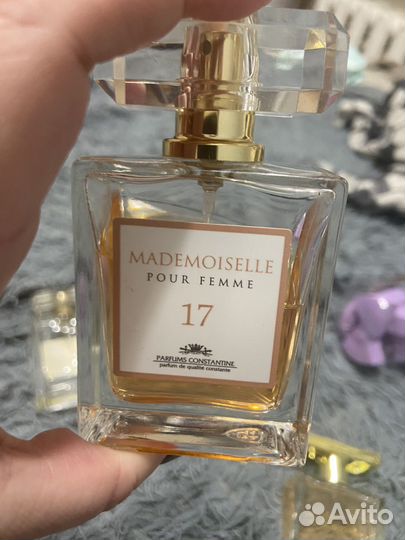 MADEMOISELLE
POUR FEMME
17
PARFUMS CONSTANTINE
parfum de qualité constante
Avito